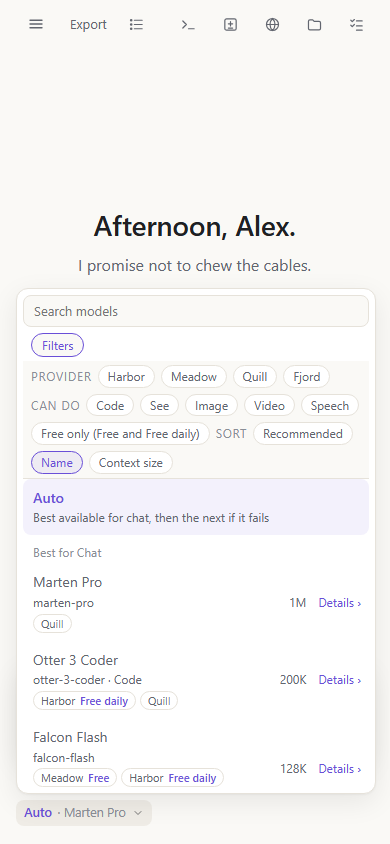 Export
Afternoon, Alex.
I promise not to chew the cables.
Search models
Filters
PROVIDER Harbor Meadow Quill Fjord
CAN DO Code See Image Video Speech
Free only (Free and Free daily) SORT Recommended
Name Context size
Auto
Best available for chat, then the next if it fails
Best for Chat
Marten Pro
marten-pro 1M Details ›
Quill
Otter 3 Coder
otter-3-coder · Code 200K Details ›
Harbor Free daily Quill
Falcon Flash
falcon-flash 128K Details ›
Meadow Free Harbor Free daily
Auto · Marten Pro